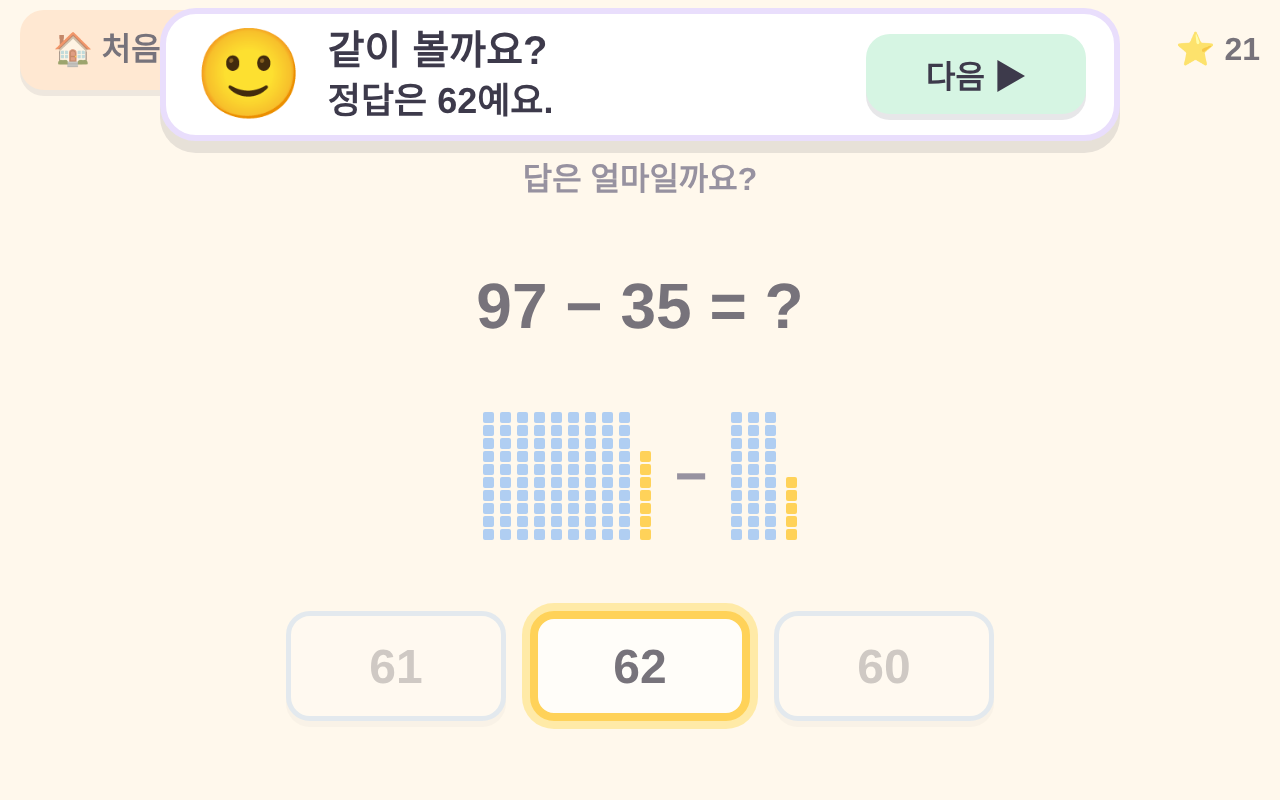 처음
같이 볼까요?
정답은 62예요.
다음 ▶
⭐ 21
답은 얼마일까요?
97 − 35 = ?
−
61
62
60